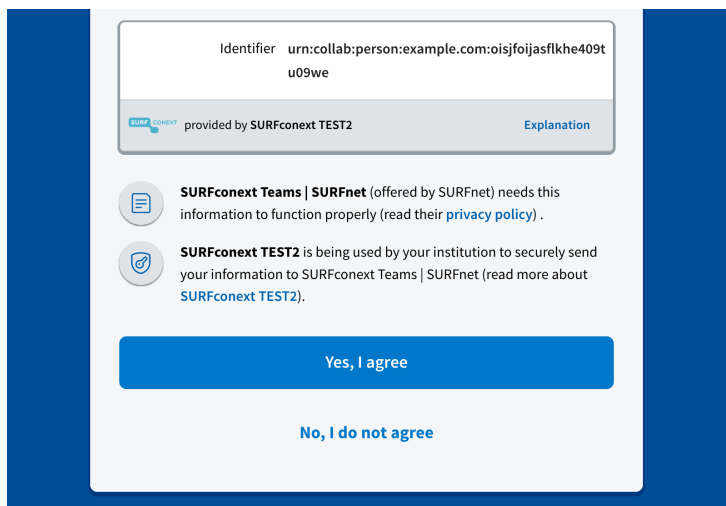 Identifier urn:collab:person:example.com:oisjfoijasflkhe409t
u09we
SURF CONEXT provided by SURFconext TEST2 Explanation
SURFconext Teams | SURFnet (offered by SURFnet) needs this
information to function properly (read their privacy policy) .
SURFconext TEST2 is being used by your institution to securely send
your information to SURFconext Teams | SURFnet (read more about
SURFconext TEST2).
Yes, I agree
No, I do not agree